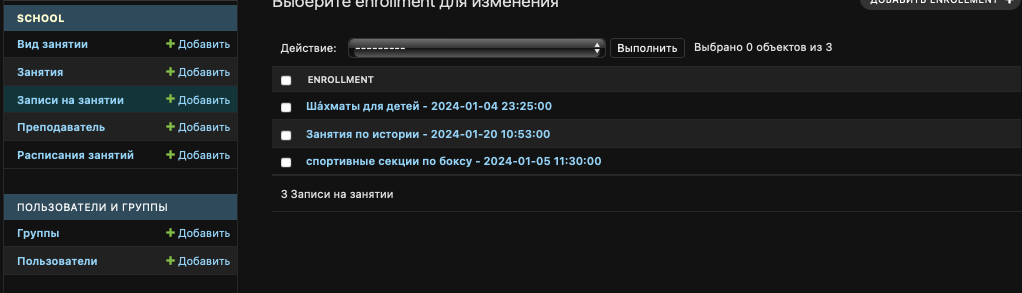 SCHOOL
Вид занятии
Добавить
Занятия
Добавить
Записи на занятии
Добавить
Преподаватель
Добавить
Расписания занятий
Добавить
ПОЛЬЗОВАТЕЛИ И ГРУППЫ
Группы
Добавить
Пользователи
Добавить
Выберите enrollment для изменения
ДОБАВИТЬ ENROLLMENT
Действие:
---------
Выполнить
Выбрано 0 объектов из 3
ENROLLMENT
Ша́хматы для детей - 2024-01-04 23:25:00
Занятия по истории - 2024-01-20 10:53:00
спортивные секции по боксу - 2024-01-05 11:30:00
3 Записи на занятии